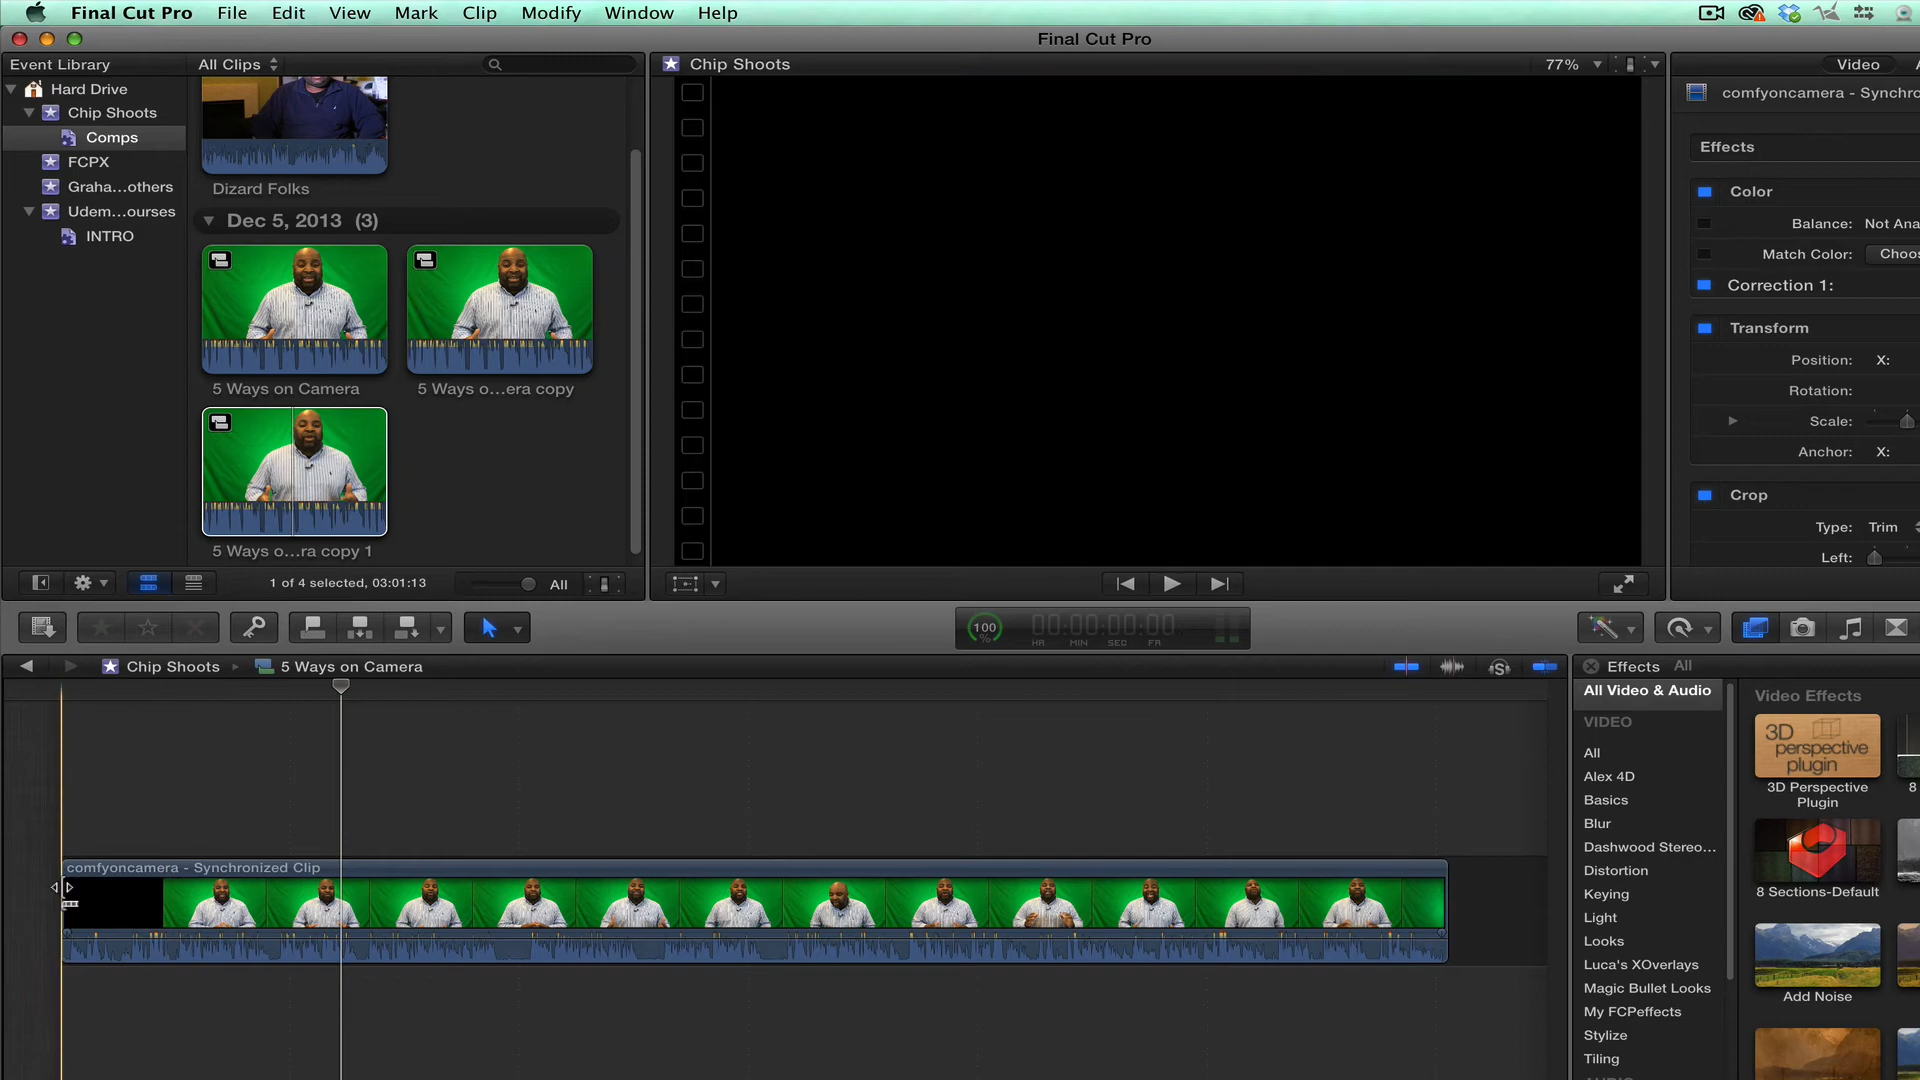 Final Cut Pro File Edit View Mark Clip Modify Window Help
Final Cut Pro
Event Library
All Clips
Chip Shoots
77%
Video
Hard Drive
Chip Shoots
Comps
FCPX
Graha…others
Udem…ourses
INTRO
Dizard Folks
Dec 5, 2013 (3)
5 Ways on Camera
5 Ways o…era copy
5 Ways o…ra copy 1
1 of 4 selected, 03:01:13
All
comfyoncamera - Synchro
Effects
Color
Balance: Not Ana
Match Color: Choos
Correction 1:
Transform
Position: X:
Rotation:
Scale:
Anchor: X:
Crop
Type: Trim
Left:
100
%
00:00:00:00
HR MIN SEC FR
Chip Shoots
5 Ways on Camera
comfyoncamera - Synchronized Clip
Effects All
All Video & Audio
VIDEO
All
Alex 4D
Basics
Blur
Dashwood Stereo…
Distortion
Keying
Light
Looks
Luca's XOverlays
Magic Bullet Looks
My FCPeffects
Stylize
Tiling
Video Effects
3D
perspective
plugin
3D Perspective
Plugin
8
8 Sections-Default
Add Noise